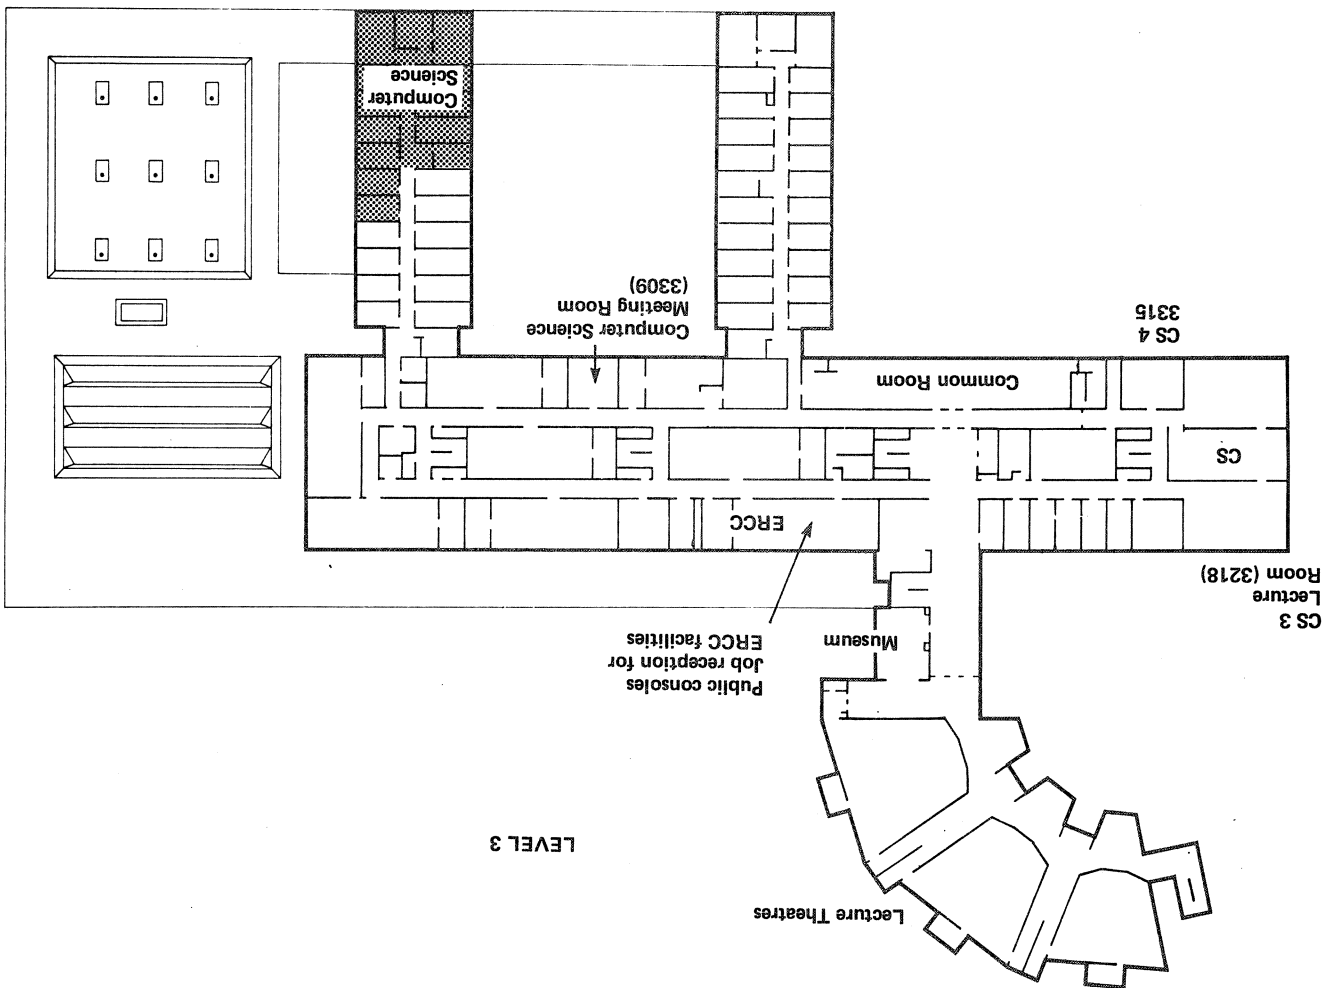 Lecture Theatres
LEVEL 3
Public consoles
Job reception for
ERCC facilities
Museum
CS 3
Lecture
Room (3218)
ERCC
CS
Common Room
CS 4
3315
Computer Science
Meeting Room
(3309)
Computer
Science